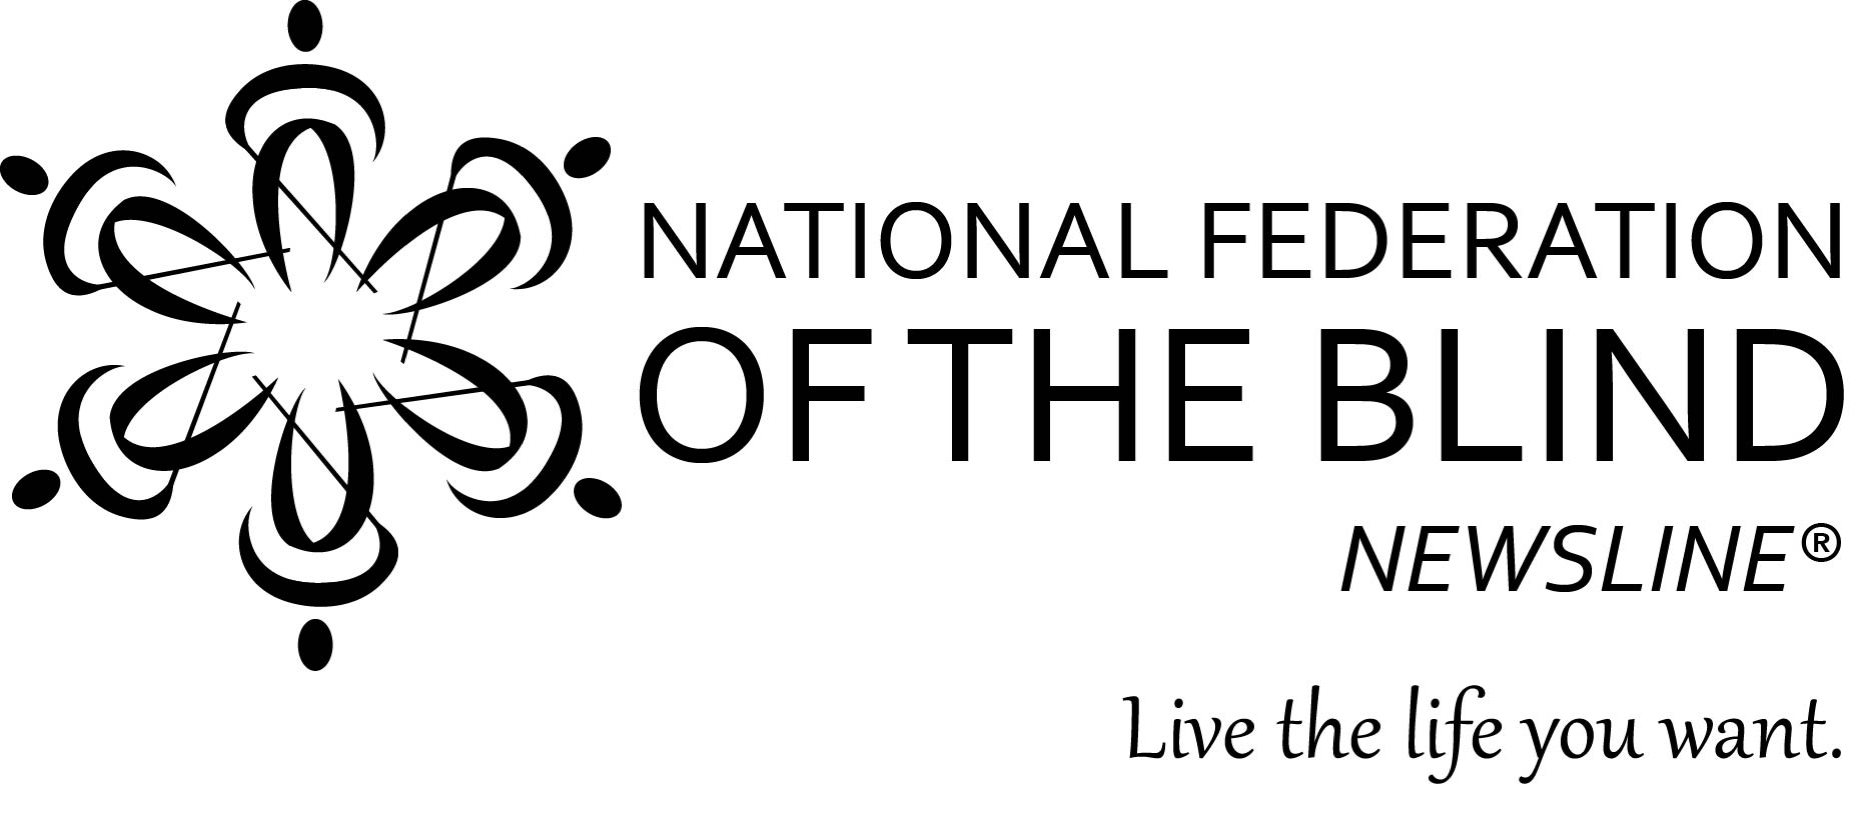 NATIONAL FEDERATION
OF THE BLIND
NEWSLINE®
Live the life you want.